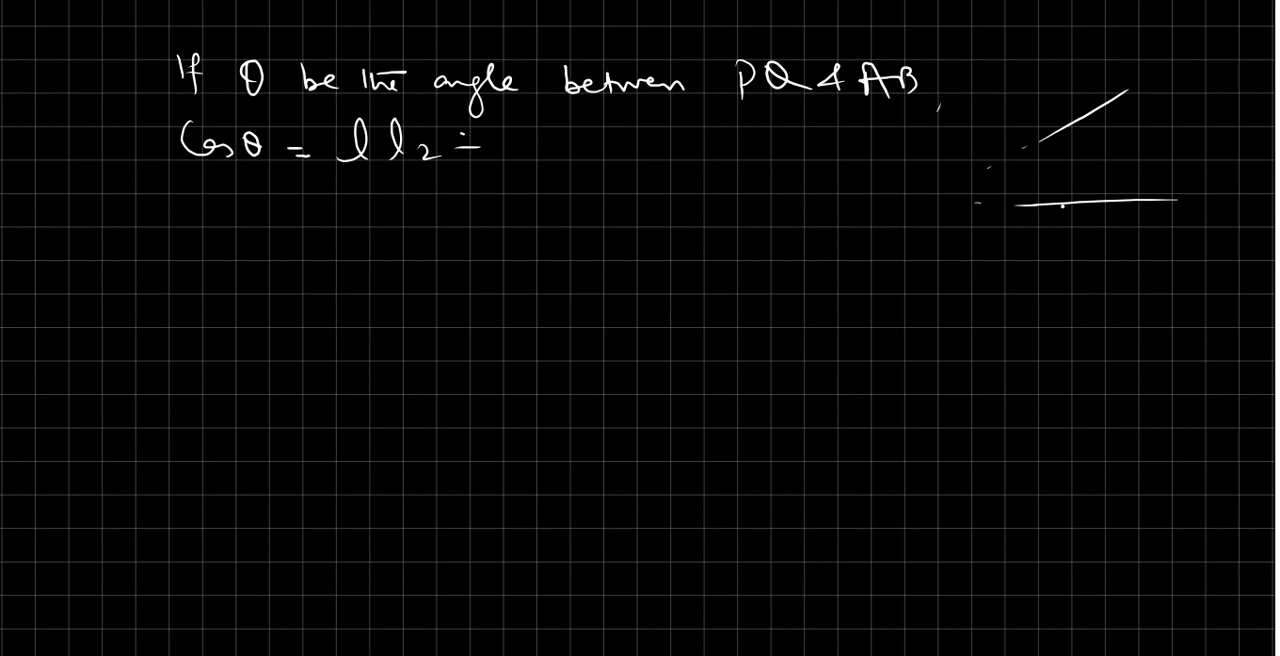 If θ be the angle between PQ & AB,
Cos θ = l l₂ =